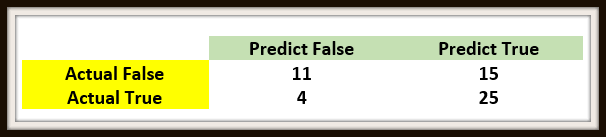 Predict False Predict True
Actual False 11 15
Actual True 4 25